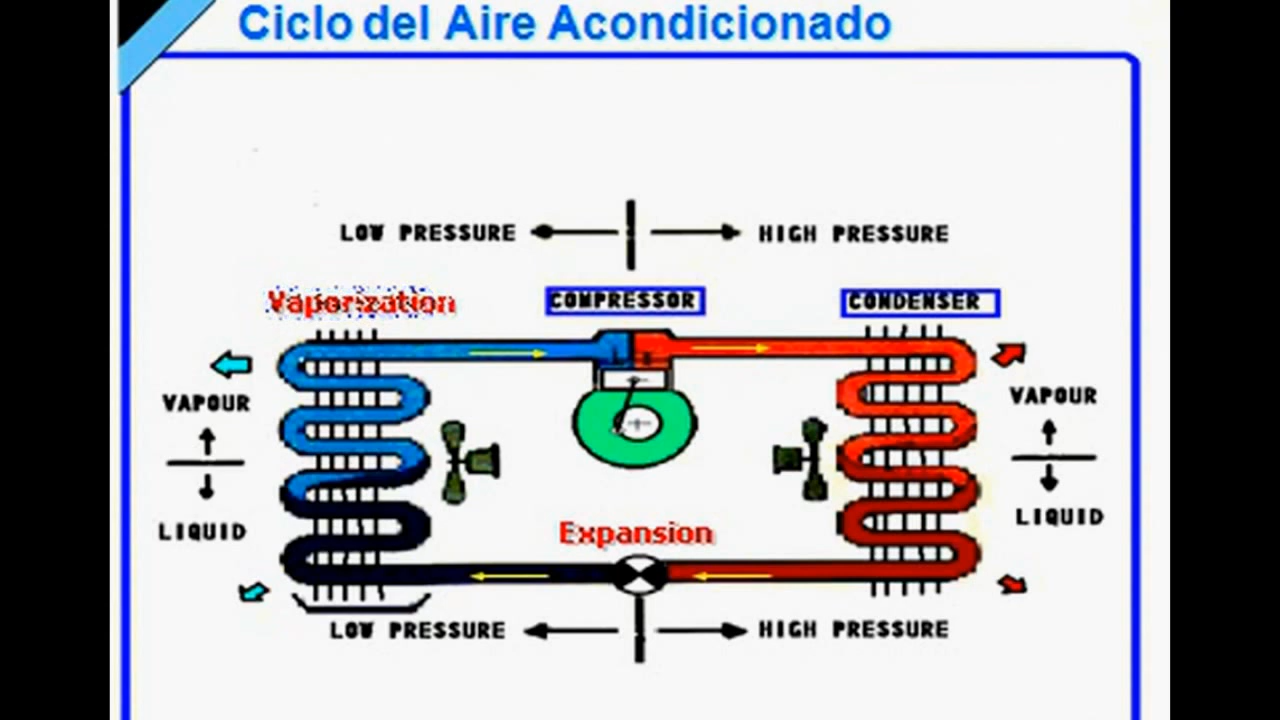 Ciclo del Aire Acondicionado
LOW PRESSURE
HIGH PRESSURE
Vaporization
COMPRESSOR
CONDENSER
VAPOUR
VAPOUR
LIQUID
LIQUID
Expansion
LOW PRESSURE
HIGH PRESSURE